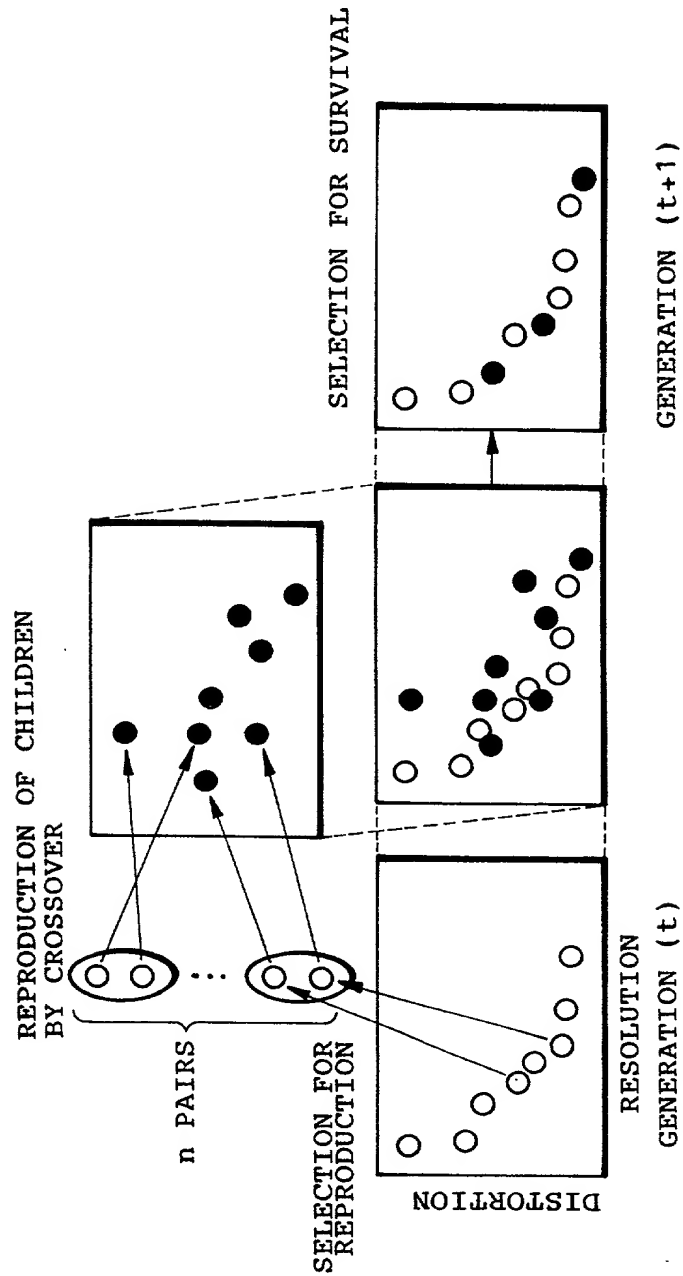 REPRODUCTION OF CHILDREN
BY CROSSOVER
n PAIRS
...
SELECTION FOR
REPRODUCTION
SELECTION FOR SURVIVAL
DISTORTION
RESOLUTION
GENERATION (t)
GENERATION (t+1)